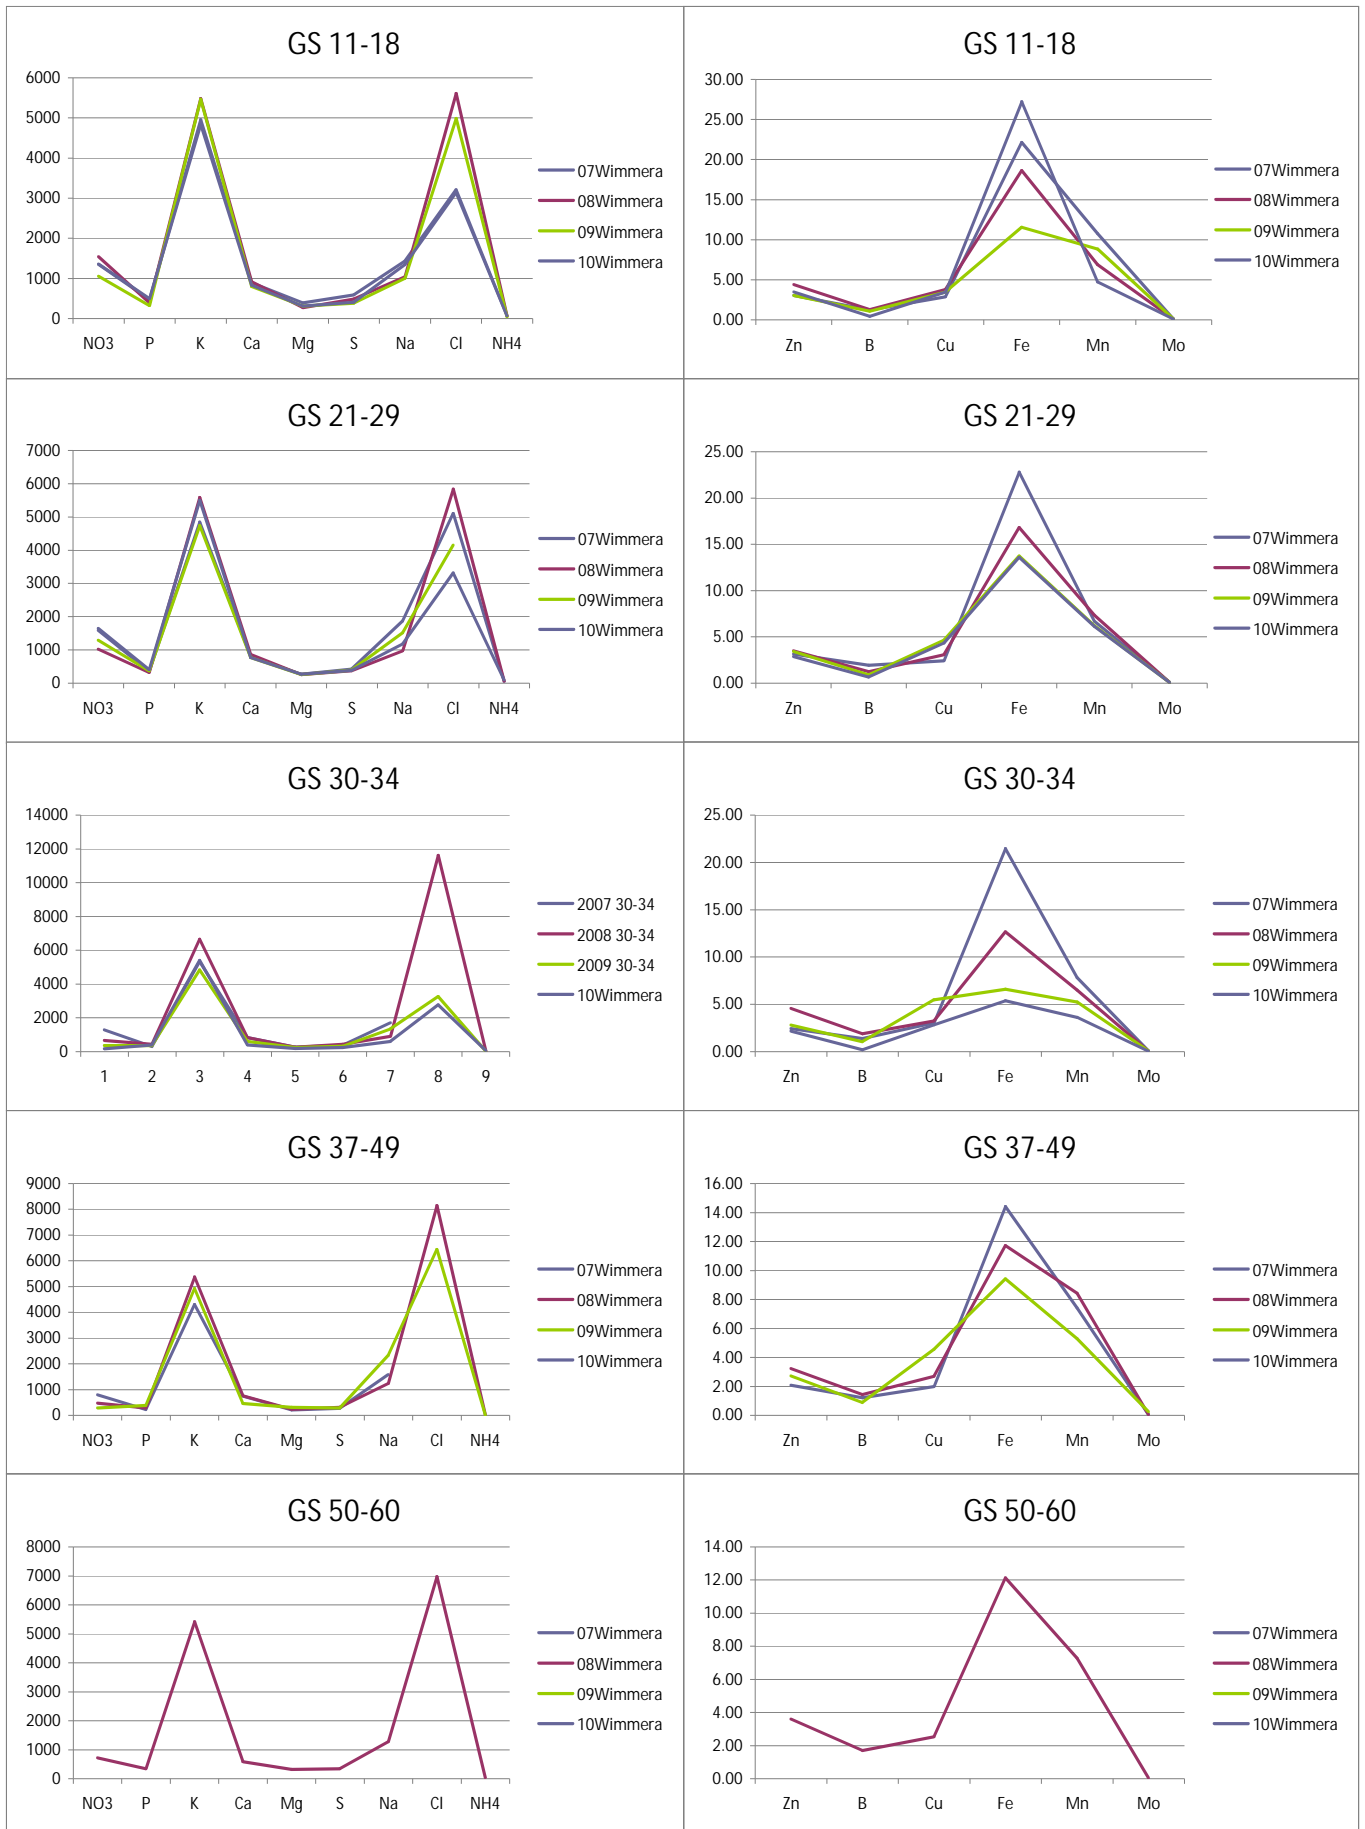 GS 11-18
6000
5000
4000
3000
2000
1000
0
NO3 P K Ca Mg S Na Cl NH4
07Wimmera
08Wimmera
09Wimmera
10Wimmera
GS 11-18
30.00
25.00
20.00
15.00
10.00
5.00
0.00
Zn B Cu Fe Mn Mo
07Wimmera
08Wimmera
09Wimmera
10Wimmera
GS 21-29
7000
6000
5000
4000
3000
2000
1000
0
NO3 P K Ca Mg S Na Cl NH4
07Wimmera
08Wimmera
09Wimmera
10Wimmera
GS 21-29
25.00
20.00
15.00
10.00
5.00
0.00
Zn B Cu Fe Mn Mo
07Wimmera
08Wimmera
09Wimmera
10Wimmera
GS 30-34
14000
12000
10000
8000
6000
4000
2000
0
1 2 3 4 5 6 7 8 9
2007 30-34
2008 30-34
2009 30-34
10Wimmera
GS 30-34
25.00
20.00
15.00
10.00
5.00
0.00
Zn B Cu Fe Mn Mo
07Wimmera
08Wimmera
09Wimmera
10Wimmera
GS 37-49
9000
8000
7000
6000
5000
4000
3000
2000
1000
0
NO3 P K Ca Mg S Na Cl NH4
07Wimmera
08Wimmera
09Wimmera
10Wimmera
GS 37-49
16.00
14.00
12.00
10.00
8.00
6.00
4.00
2.00
0.00
Zn B Cu Fe Mn Mo
07Wimmera
08Wimmera
09Wimmera
10Wimmera
GS 50-60
8000
7000
6000
5000
4000
3000
2000
1000
0
NO3 P K Ca Mg S Na Cl NH4
07Wimmera
08Wimmera
09Wimmera
10Wimmera
GS 50-60
14.00
12.00
10.00
8.00
6.00
4.00
2.00
0.00
Zn B Cu Fe Mn Mo
07Wimmera
08Wimmera
09Wimmera
10Wimmera